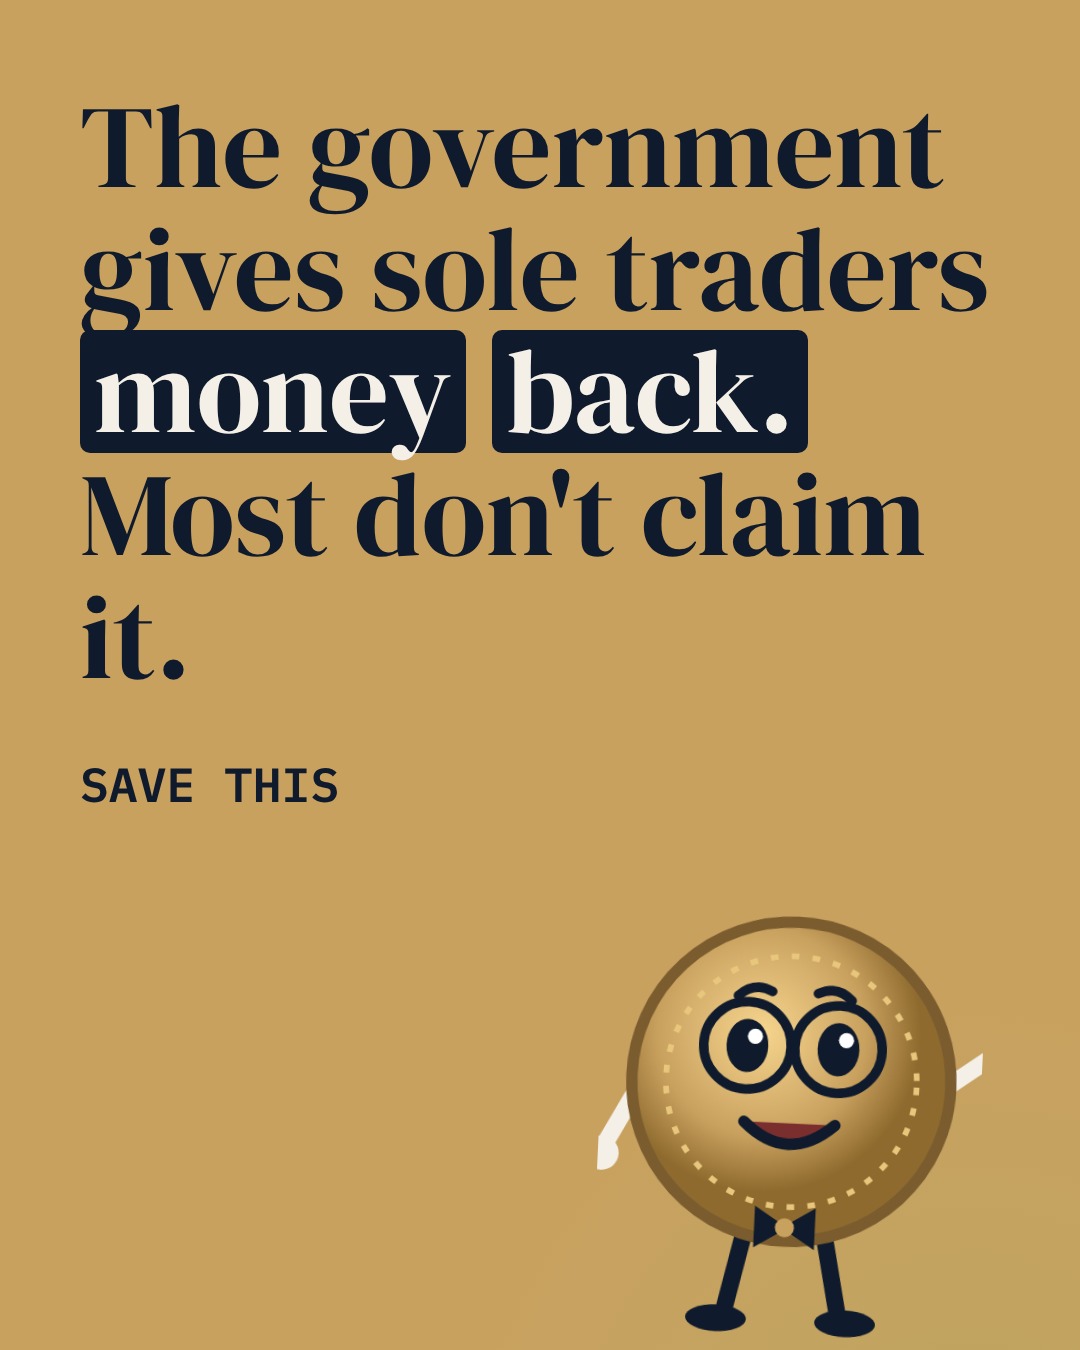 The government
gives sole traders
money back.
Most don't claim
it.
SAVE THIS